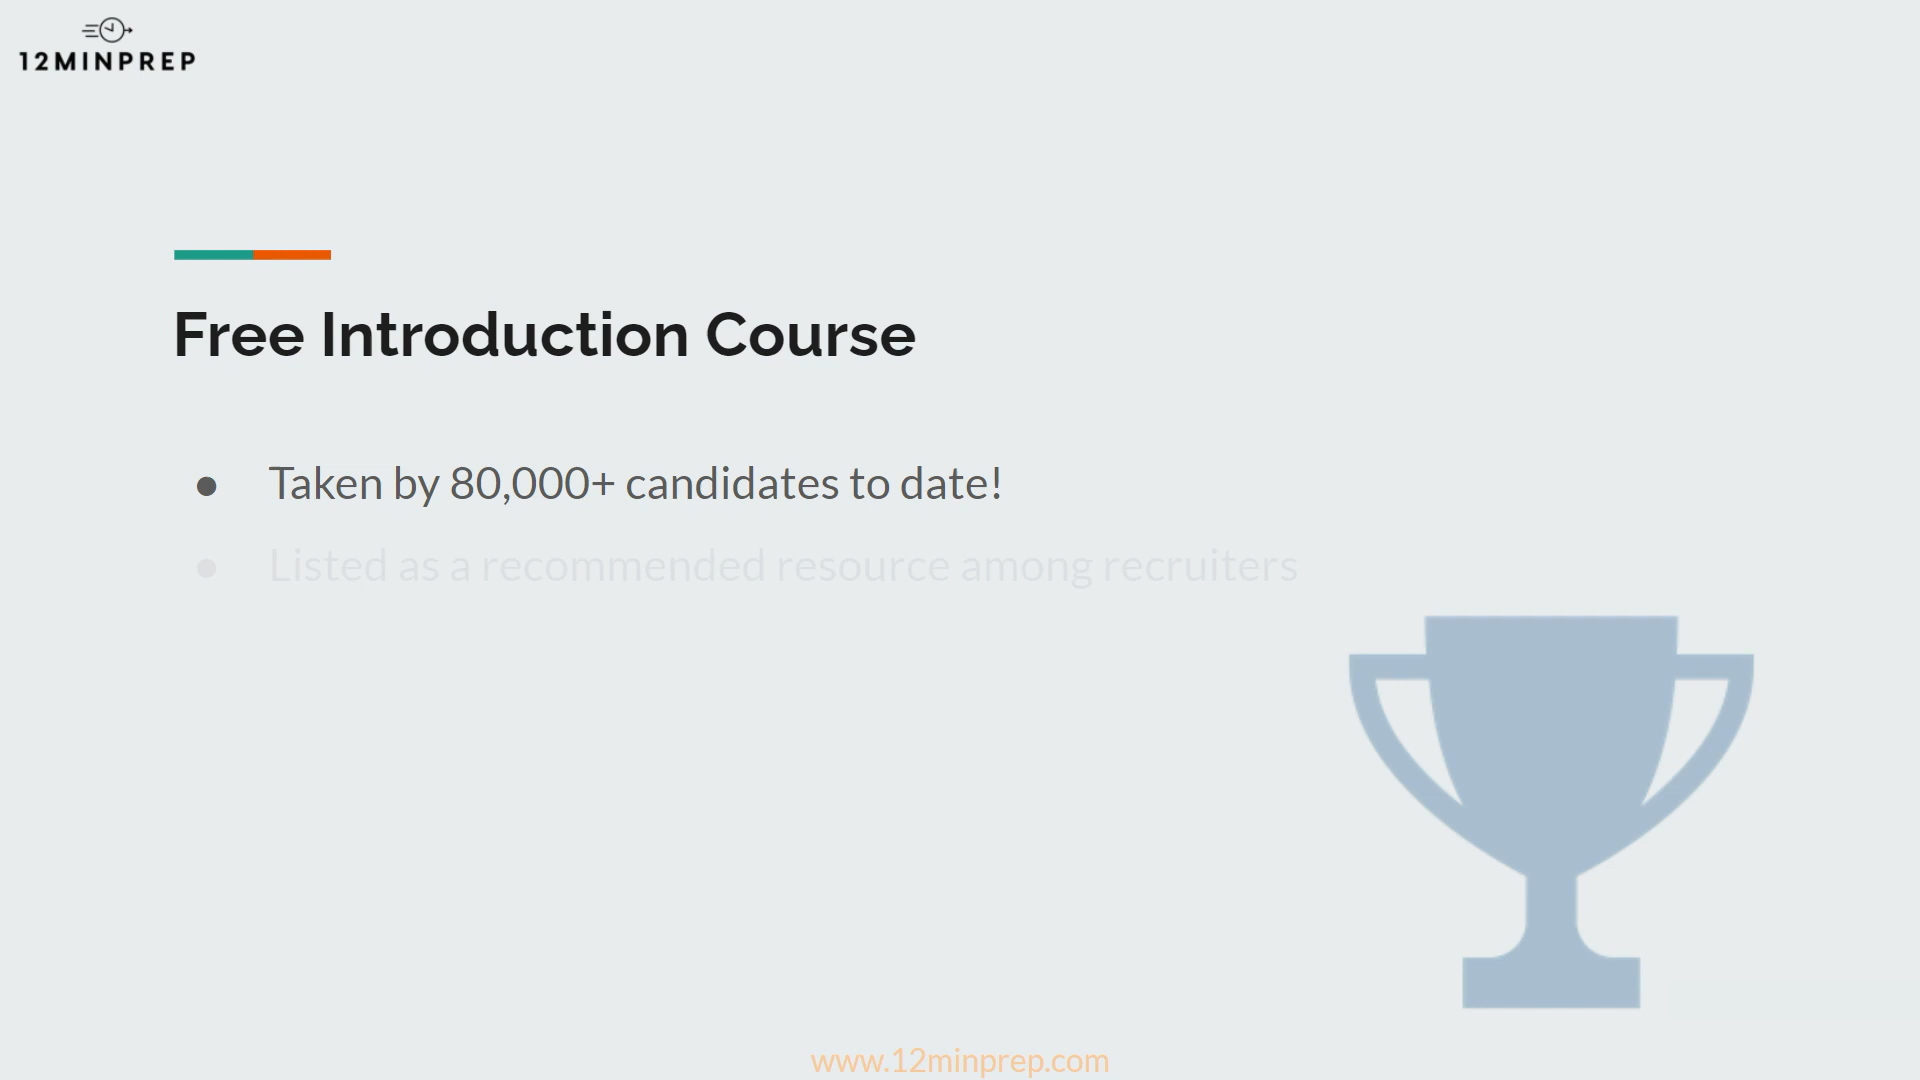 12MINPREP
Free Introduction Course
● Taken by 80,000+ candidates to date!
● Listed as a recommended resource among recruiters
www.12minprep.com